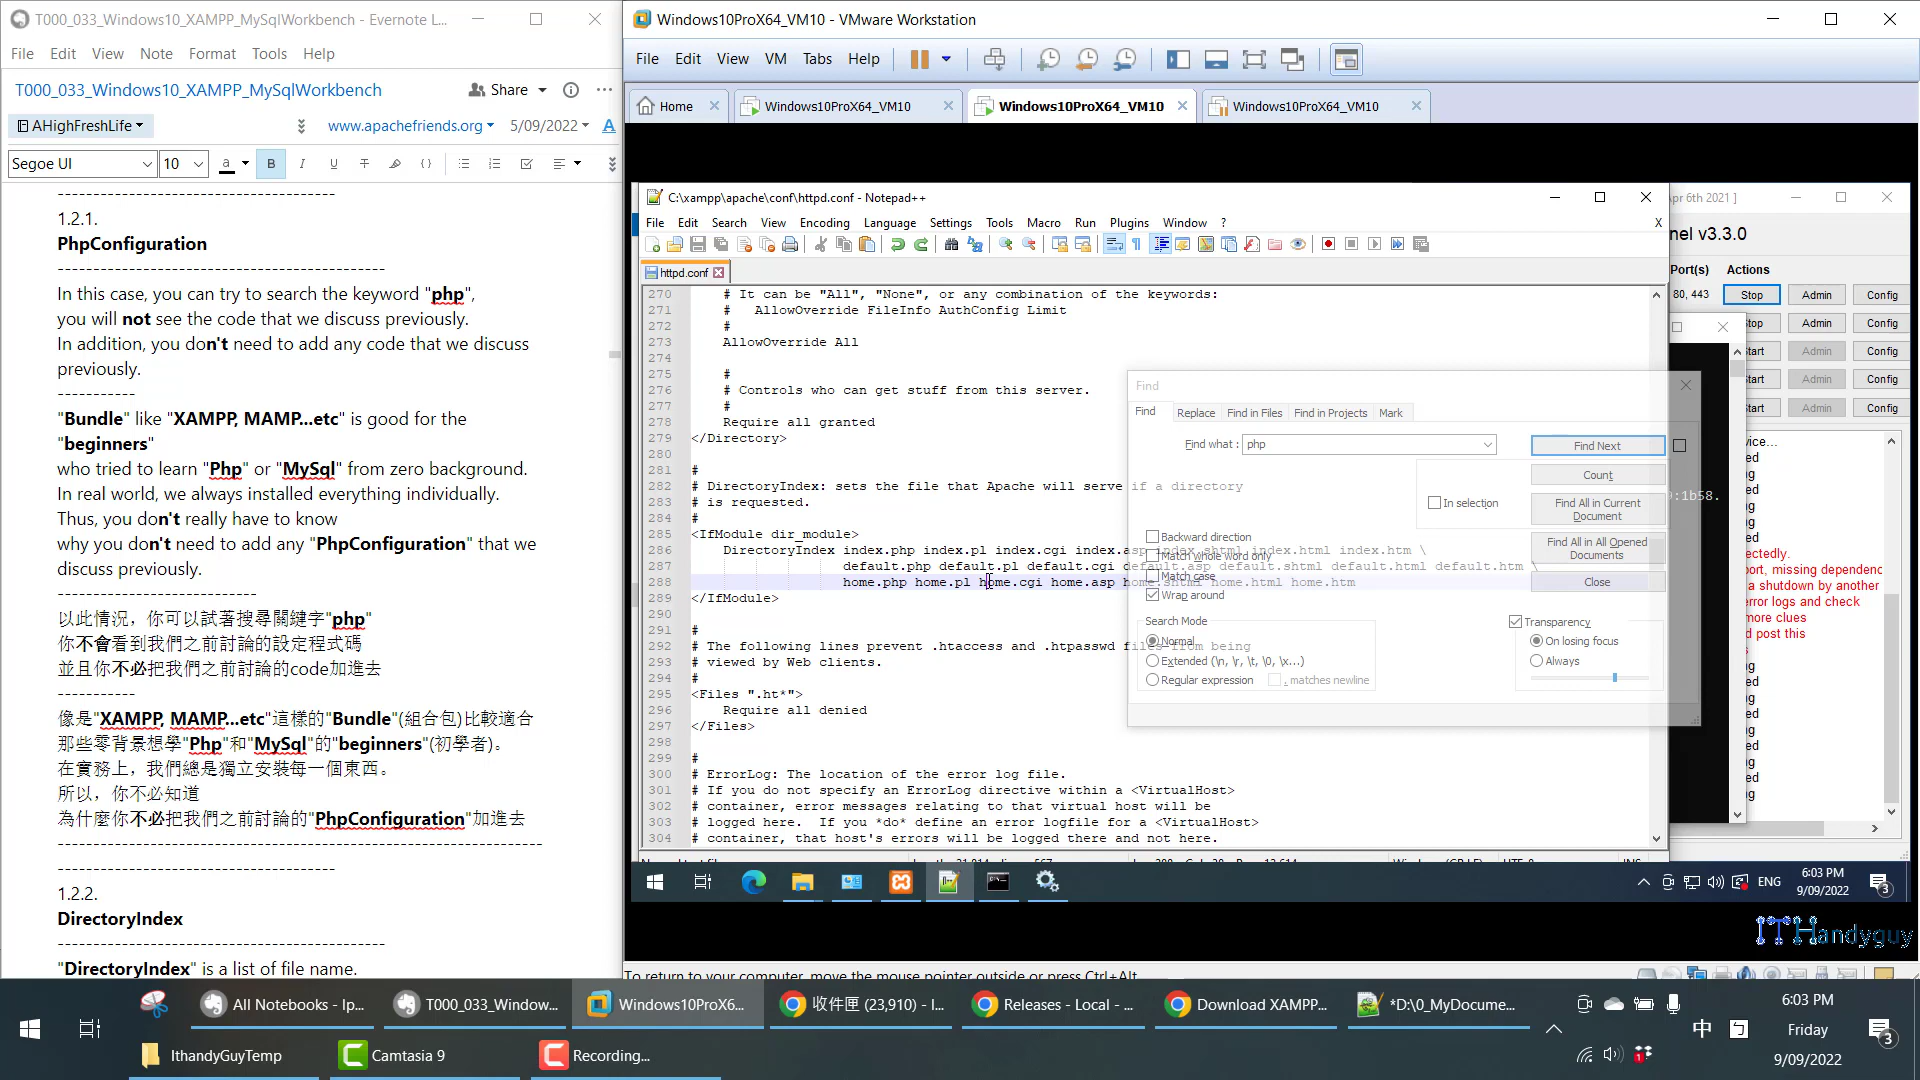 T000_033_Windows10_XAMPP_MySqlWorkbench - Evernote L...
File Edit View Note Format Tools Help
T000_033_Windows10_XAMPP_MySqlWorkbench
Share
AHighFreshLife
www.apachefriends.org 5/09/2022
Segoe UI 10
1.2.1.
PhpConfiguration
In this case, you can try to search the keyword "php",
you will not see the code that we discuss previously.
In addition, you don't need to add any code that we discuss
previously.
-----------
"Bundle" like "XAMPP, MAMP...etc" is good for the
"beginners"
who tried to learn "Php" or "MySql" from zero background.
In real world, we always installed everything individually.
Thus, you don't really have to know
why you don't need to add any "PhpConfiguration" that we
discuss previously.
以此情況，你可以試著搜尋關鍵字"php"
你不會看到我們之前討論的設定程式碼
並且你不必把我們之前討論的code加進去
-----------
像是"XAMPP, MAMP...etc"這樣的"Bundle"(組合包)比較適合
那些零背景想學"Php"和"MySql"的"beginners"(初學者)。
在實務上，我們總是獨立安裝每一個東西。
所以，你不必知道
為什麼你不必把我們之前討論的"PhpConfiguration"加進去
1.2.2.
DirectoryIndex
"DirectoryIndex" is a list of file name.
Windows10ProX64_VM10 - VMware Workstation
File Edit View VM Tabs Help
Home Windows10ProX64_VM10 Windows10ProX64_VM10 Windows10ProX64_VM10
C:\xampp\apache\conf\httpd.conf - Notepad++
File Edit Search View Encoding Language Settings Tools Macro Run Plugins Window ? X
httpd.conf
270 # It can be "All", "None", or any combination of the keywords:
271 #   AllowOverride FileInfo AuthConfig Limit
272 #
273 AllowOverride All
274
275 #
276 # Controls who can get stuff from this server.
277 #
278 Require all granted
279 </Directory>
280
281 #
282 # DirectoryIndex: sets the file that Apache will serve if a directory
283 # is requested.
284 #
285 <IfModule dir_module>
286 DirectoryIndex index.php index.pl index.cgi index.asp index.shtml index.html index.htm \
287 default.php default.pl default.cgi default.asp default.shtml default.html default.htm \
288 home.php home.pl home.cgi home.asp home.shtml home.html home.htm
289 </IfModule>
290
291 #
292 # The following lines prevent .htaccess and .htpasswd files from being
293 # viewed by Web clients.
294 #
295 <Files ".ht*">
296 Require all denied
297 </Files>
298
299 #
300 # ErrorLog: The location of the error log file.
301 # If you do not specify an ErrorLog directive within a <VirtualHost>
302 # container, error messages relating to that virtual host will be
303 # logged here.  If you *do* define an error logfile for a <VirtualHost>
304 # container, that host's errors will be logged there and not here.
Find
Find Replace Find in Files Find in Projects Mark
Find what : php
Find Next
Count
In selection
Find All in Current Document
Find All in All Opened Documents
Close
Backward direction
Match whole word only
Match case
Wrap around
Search Mode
Normal
Extended (\n, \r, \t, \0, \x...)
Regular expression . matches newline
Transparency
On losing focus
Always
pr 6th 2021 ]
nel v3.3.0
Port(s) Actions
80, 443 Stop Admin Config
top Admin Config
tart Admin Config
tart Admin Config
tart Admin Config
:1b58.
vice...
ectedly.
ort, missing dependenc
a shutdown by another
error logs and check
more clues
d post this
ENG 6:03 PM
9/09/2022 3
ITHandyguy
To return to your computer, move the mouse pointer outside or press Ctrl+Alt.
All Notebooks - Ip... T000_033_Window... Windows10ProX6... 收件匣 (23,910) - I... Releases - Local - ... Download XAMPP... *D:\0_MyDocume...
IthandyGuyTemp Camtasia 9 Recording...
中
6:03 PM
Friday
9/09/2022
3